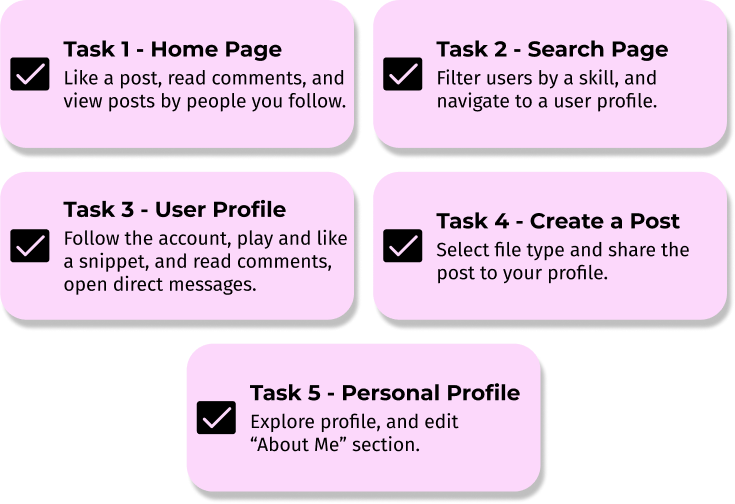 Task 1 - Home Page
Like a post, read comments, and
view posts by people you follow.
Task 2 - Search Page
Filter users by a skill, and
navigate to a user profile.
Task 3 - User Profile
Follow the account, play and like
a snippet, and read comments,
open direct messages.
Task 4 - Create a Post
Select file type and share the
post to your profile.
Task 5 - Personal Profile
Explore profile, and edit
“About Me” section.